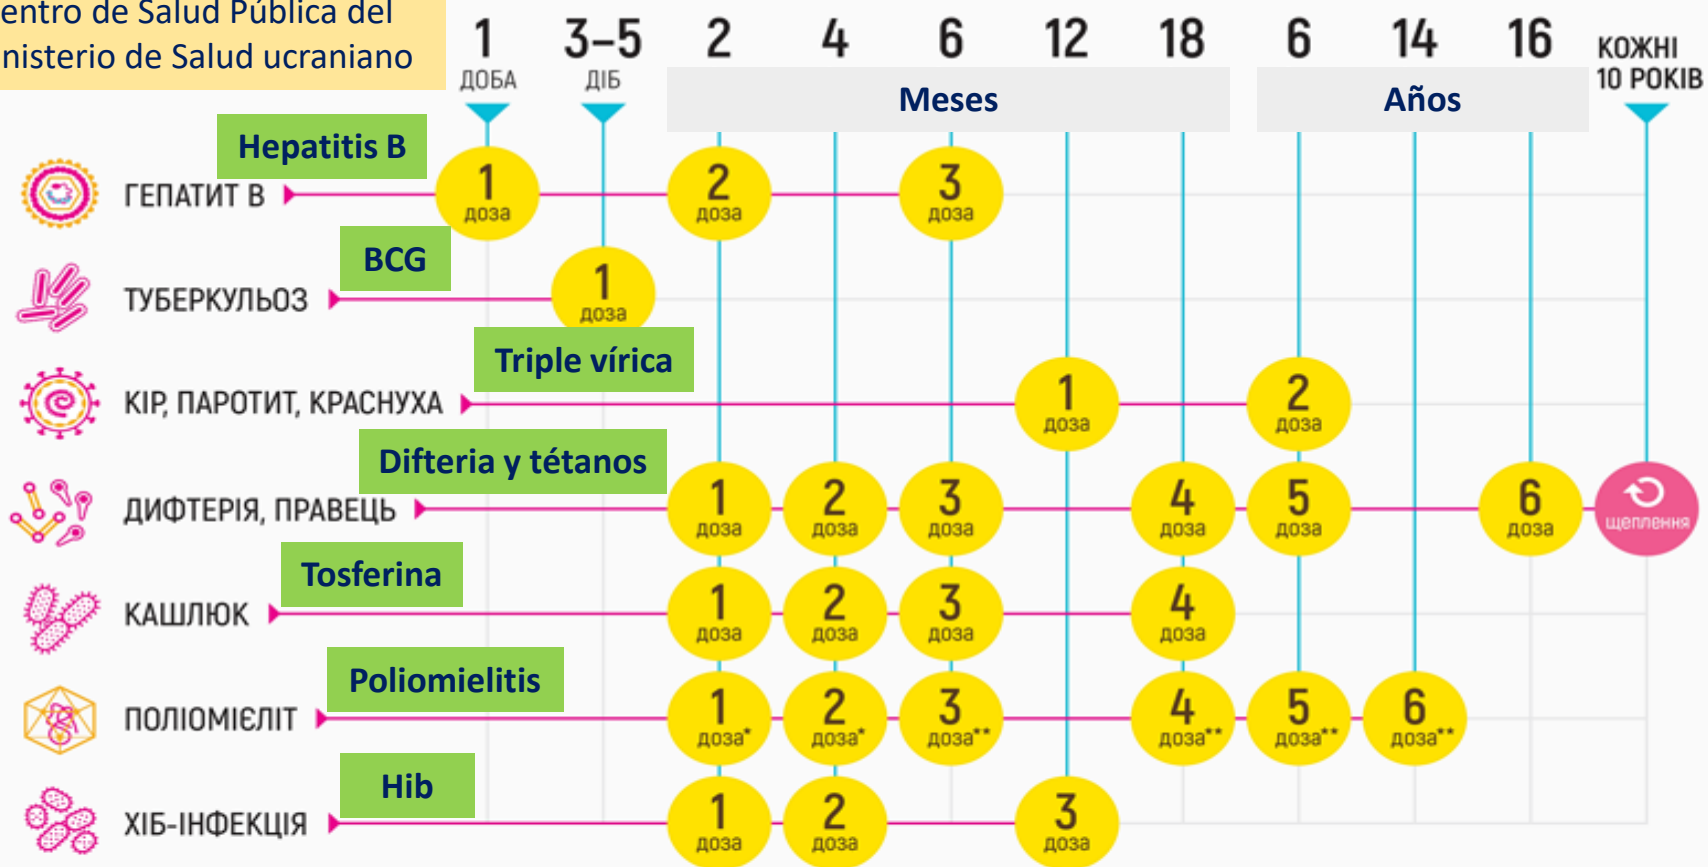 entro de Salud Pública del
nisterio de Salud ucraniano
1 3–5 2 4 6 12 18 6 14 16 КОЖНІ
ДОБА ДІБ Meses Años 10 РОКІВ
Hepatitis B
ГЕПАТИТ В 1 доза 2 доза 3 доза
BCG
ТУБЕРКУЛЬОЗ 1 доза
Triple vírica
КІР, ПАРОТИТ, КРАСНУХА 1 доза 2 доза
Difteria y tétanos
ДИФТЕРІЯ, ПРАВЕЦЬ 1 доза 2 доза 3 доза 4 доза 5 доза 6 доза щеплення
Tosferina
КАШЛЮК 1 доза 2 доза 3 доза 4 доза
Poliomielitis
ПОЛІОМІЄЛІТ 1 доза* 2 доза* 3 доза** 4 доза** 5 доза** 6 доза**
Hib
ХІБ-ІНФЕКЦІЯ 1 доза 2 доза 3 доза